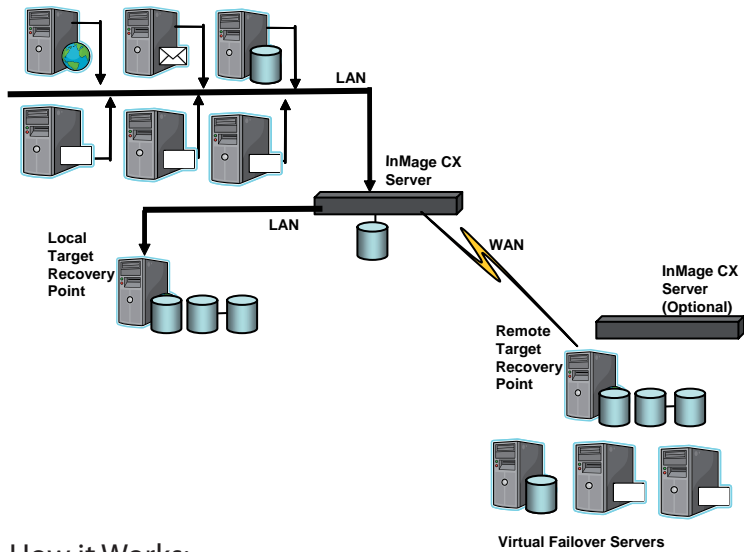 LAN
InMage CX
Server
LAN
WAN
Local
Target
Recovery
Point
InMage CX
Server
(Optional)
Remote
Target
Recovery
Point
Virtual Failover Servers
How it Works: